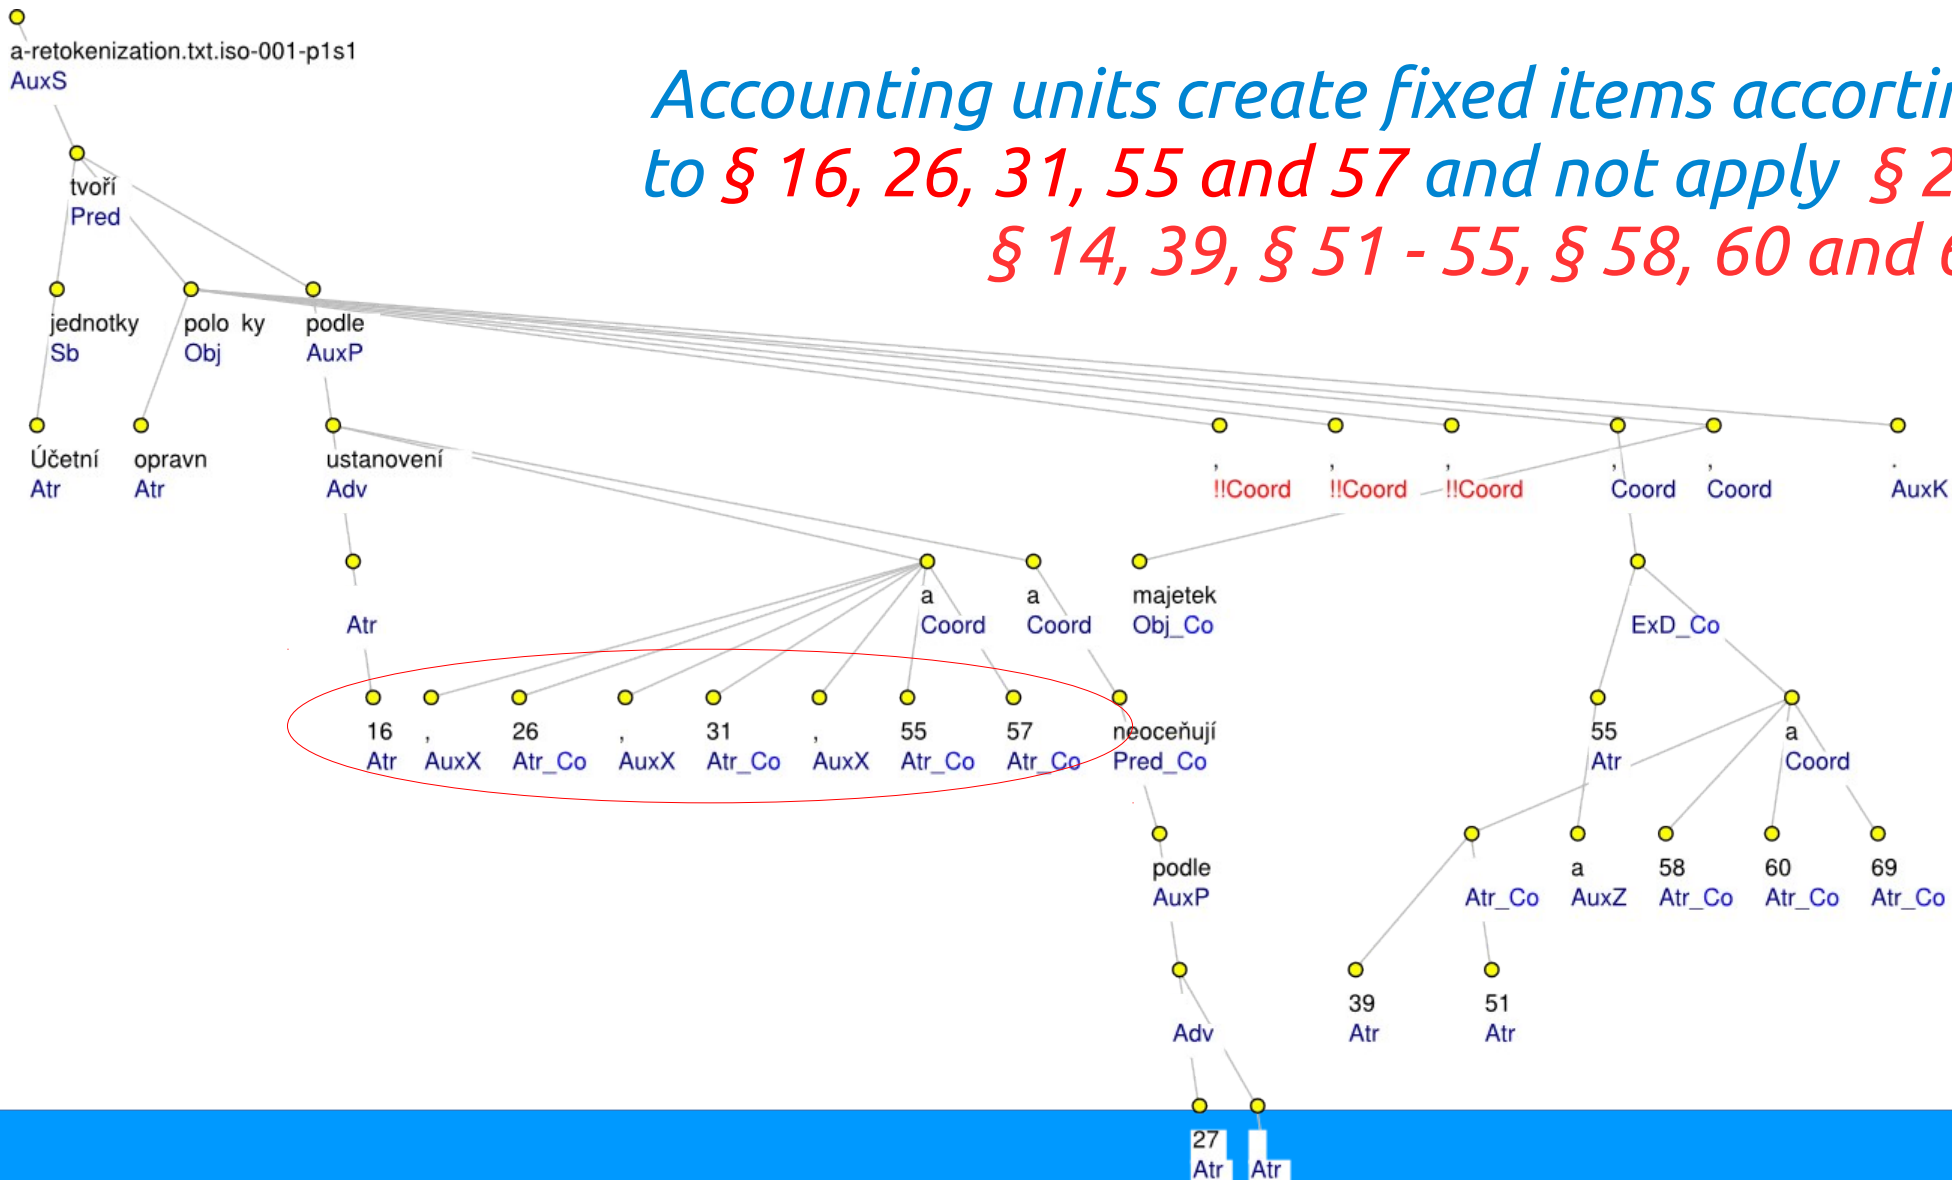 a-retokenization.txt.iso-001-p1s1
AuxS
Accounting units create fixed items
to § 16, 26, 31, 55 and 57 and not apply §
§ 14, 39, § 51 - 55, § 58, 60 and
tvoří
Pred
jednotky polo ky podle
Sb Obj AuxP
Účetní opravn ustanovení , , , , , .
Atr Atr Adv !!Coord !!Coord !!Coord Coord Coord AuxK
a a majetek
Atr Coord Coord Obj_Co ExD_Co
16 , 26 , 31 , 55 57 neoceňují 55 a
Atr AuxX Atr_Co AuxX Atr_Co AuxX Atr_Co Atr_Co Pred_Co Atr Coord
podle a 58 60 69
AuxP Atr_Co AuxZ Atr_Co Atr_Co Atr_Co
39 51
Adv Atr Atr
27
Atr Atr